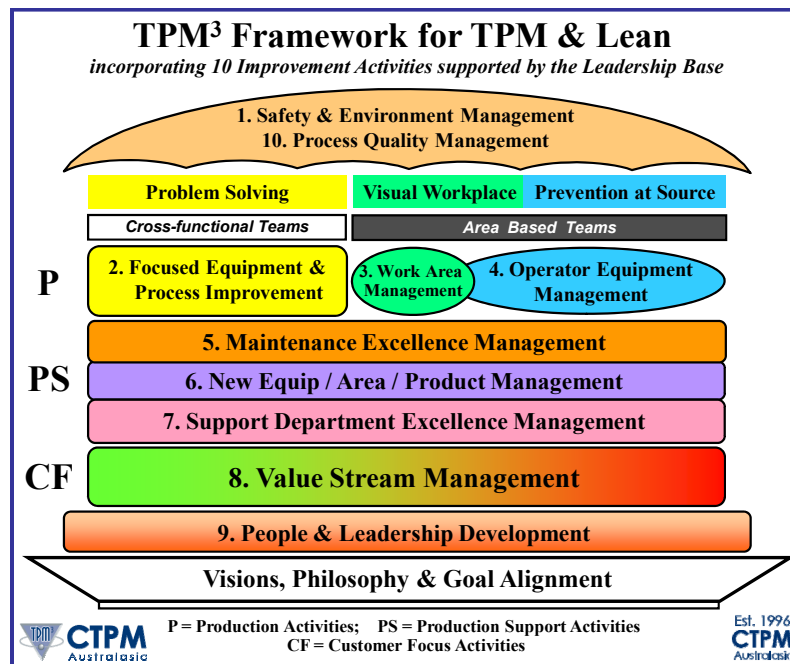 TPM³ Framework for TPM & Lean
incorporating 10 Improvement Activities supported by the Leadership Base
1. Safety & Environment Management
10. Process Quality Management
Problem Solving
Visual Workplace
Prevention at Source
Cross-functional Teams
Area Based Teams
P
2. Focused Equipment &
Process Improvement
3. Work Area
Management
4. Operator Equipment
Management
5. Maintenance Excellence Management
PS
6. New Equip / Area / Product Management
7. Support Department Excellence Management
CF
8. Value Stream Management
9. People & Leadership Development
Visions, Philosophy & Goal Alignment
TPM³
CTPM
Australasia
P = Production Activities; PS = Production Support Activities
CF = Customer Focus Activities
Est. 1996
CTPM
Australasia